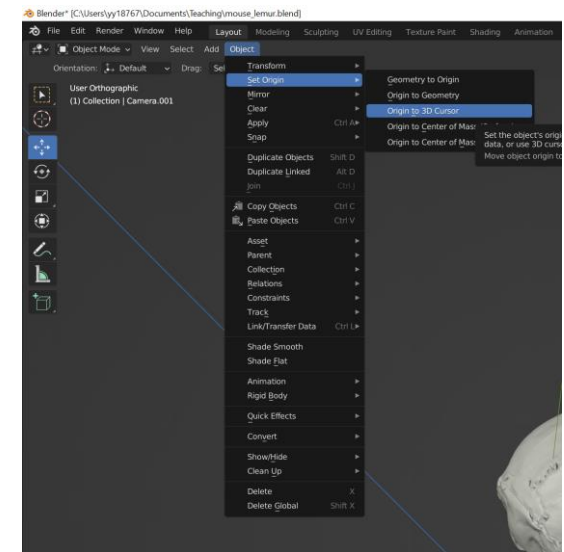 Blender* [C:\Users\yy18767\Documents\Teaching\mouse_lemur.blend]
File Edit Render Window Help Layout Modeling Sculpting UV Editing Texture Paint Shading Animation
Object Mode View Select Add Object
Orientation: Default Drag: Sel
User Orthographic
(1) Collection | Camera.001
Transform
Set Origin
Mirror
Clear
Apply Ctrl A
Snap
Duplicate Objects Shift D
Duplicate Linked Alt D
Join Ctrl J
Copy Objects Ctrl C
Paste Objects Ctrl V
Asset
Parent
Collection
Relations
Constraints
Track
Link/Transfer Data Ctrl L
Shade Smooth
Shade Flat
Animation
Rigid Body
Quick Effects
Convert
Show/Hide
Clean Up
Delete X
Delete Global Shift X
Geometry to Origin
Origin to Geometry
Origin to 3D Cursor
Origin to Center of Mass
Origin to Center of Mass
Set the object's origi
data, or use 3D curso
Move object origin to